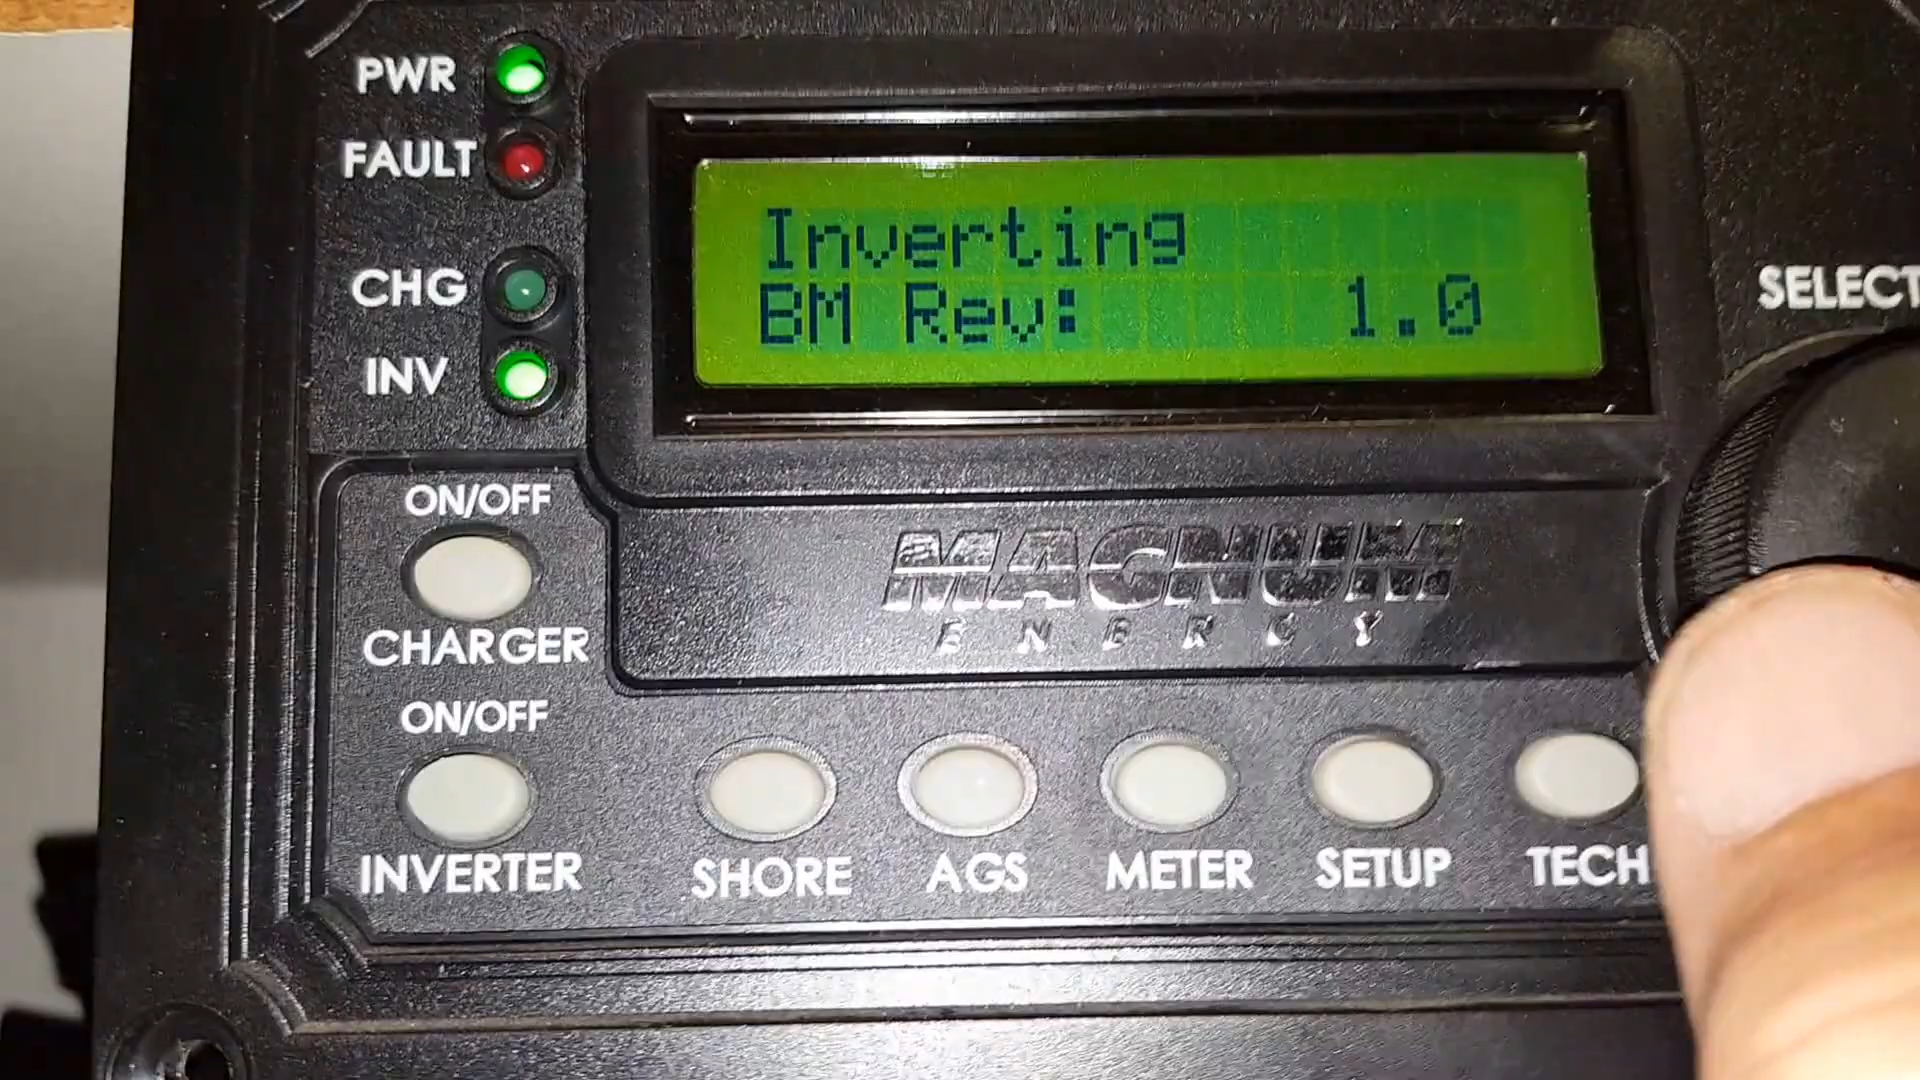 PWR
FAULT
CHG
INV
Inverting
BM Rev: 1.0
SELECT
ON/OFF
CHARGER
ON/OFF
INVERTER
MAGNUM
ENERGY
SHORE
AGS
METER
SETUP
TECH